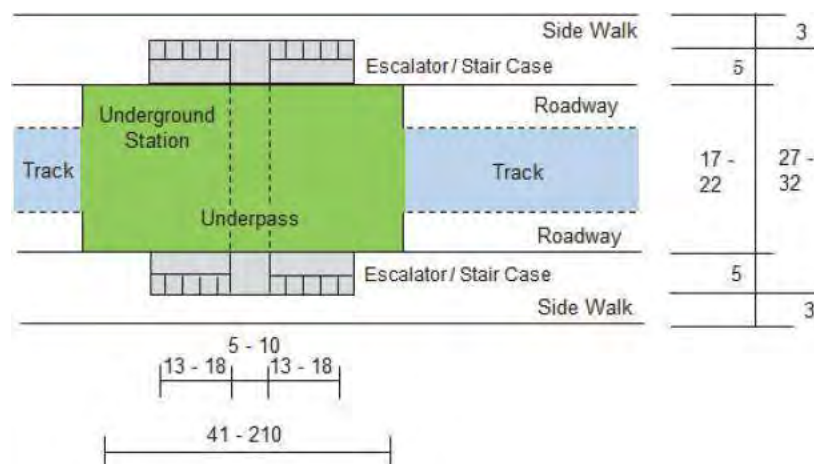 Side Walk
3
Escalator / Stair Case
5
Underground
Station
Roadway
Track
Track
17 -
22
27 -
32
Underpass
Roadway
Escalator / Stair Case
5
Side Walk
3
5 - 10
13 - 18
13 - 18
41 - 210